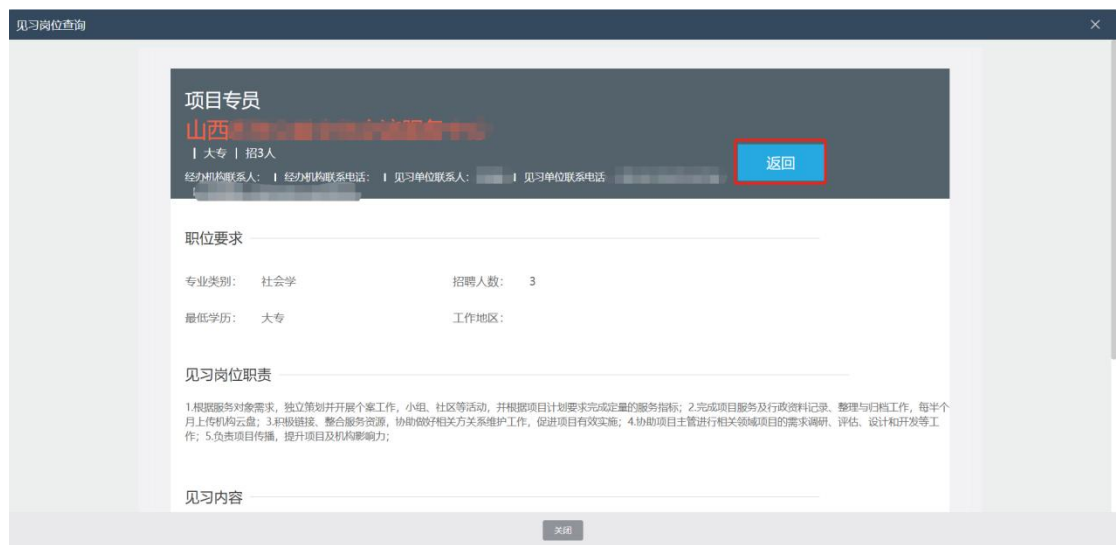 见习岗位查询
×
项目专员
山西
| 大专 | 招3人
返回
经办机构联系人： | 经办机构联系电话： | 见习单位联系人： | 见习单位联系电话
职位要求
专业类别： 社会学 招聘人数： 3
最低学历： 大专 工作地区：
见习岗位职责
1.根据服务对象需求，独立策划并开展个案工作，小组、社区等活动，并根据项目计划要求完成定量的服务指标；2.完成项目服务及行政资料记录、整理与归档工作，每半个
月上传机构云盘；3.积极链接、整合服务资源，协助做好相关方关系维护工作，促进项目有效实施；4.协助项目主管进行相关领域项目的需求调研、评估、设计和开发等工
作；5.负责项目传播，提升项目及机构影响力；
见习内容
关闭